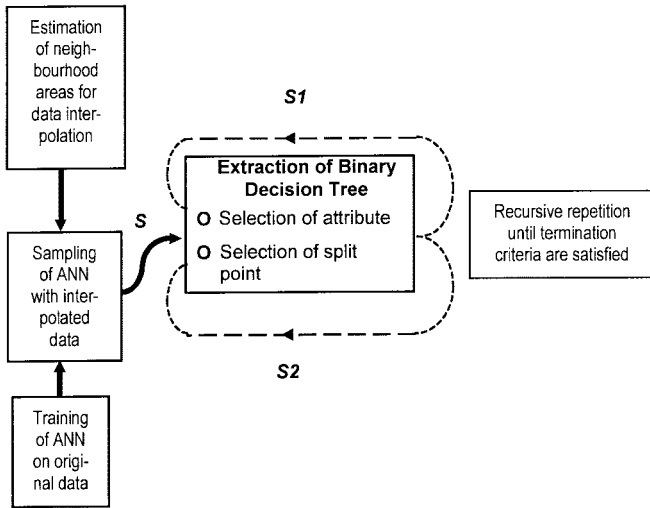 Estimation
of neigh-
bourhood
areas for
data inter-
polation
S1
Extraction of Binary
Decision Tree
O Selection of attribute
O Selection of split
point
S
Recursive repetition
until termination
criteria are satisfied
Sampling
of ANN
with inter-
polated
data
S2
Training
of ANN
on origi-
nal data